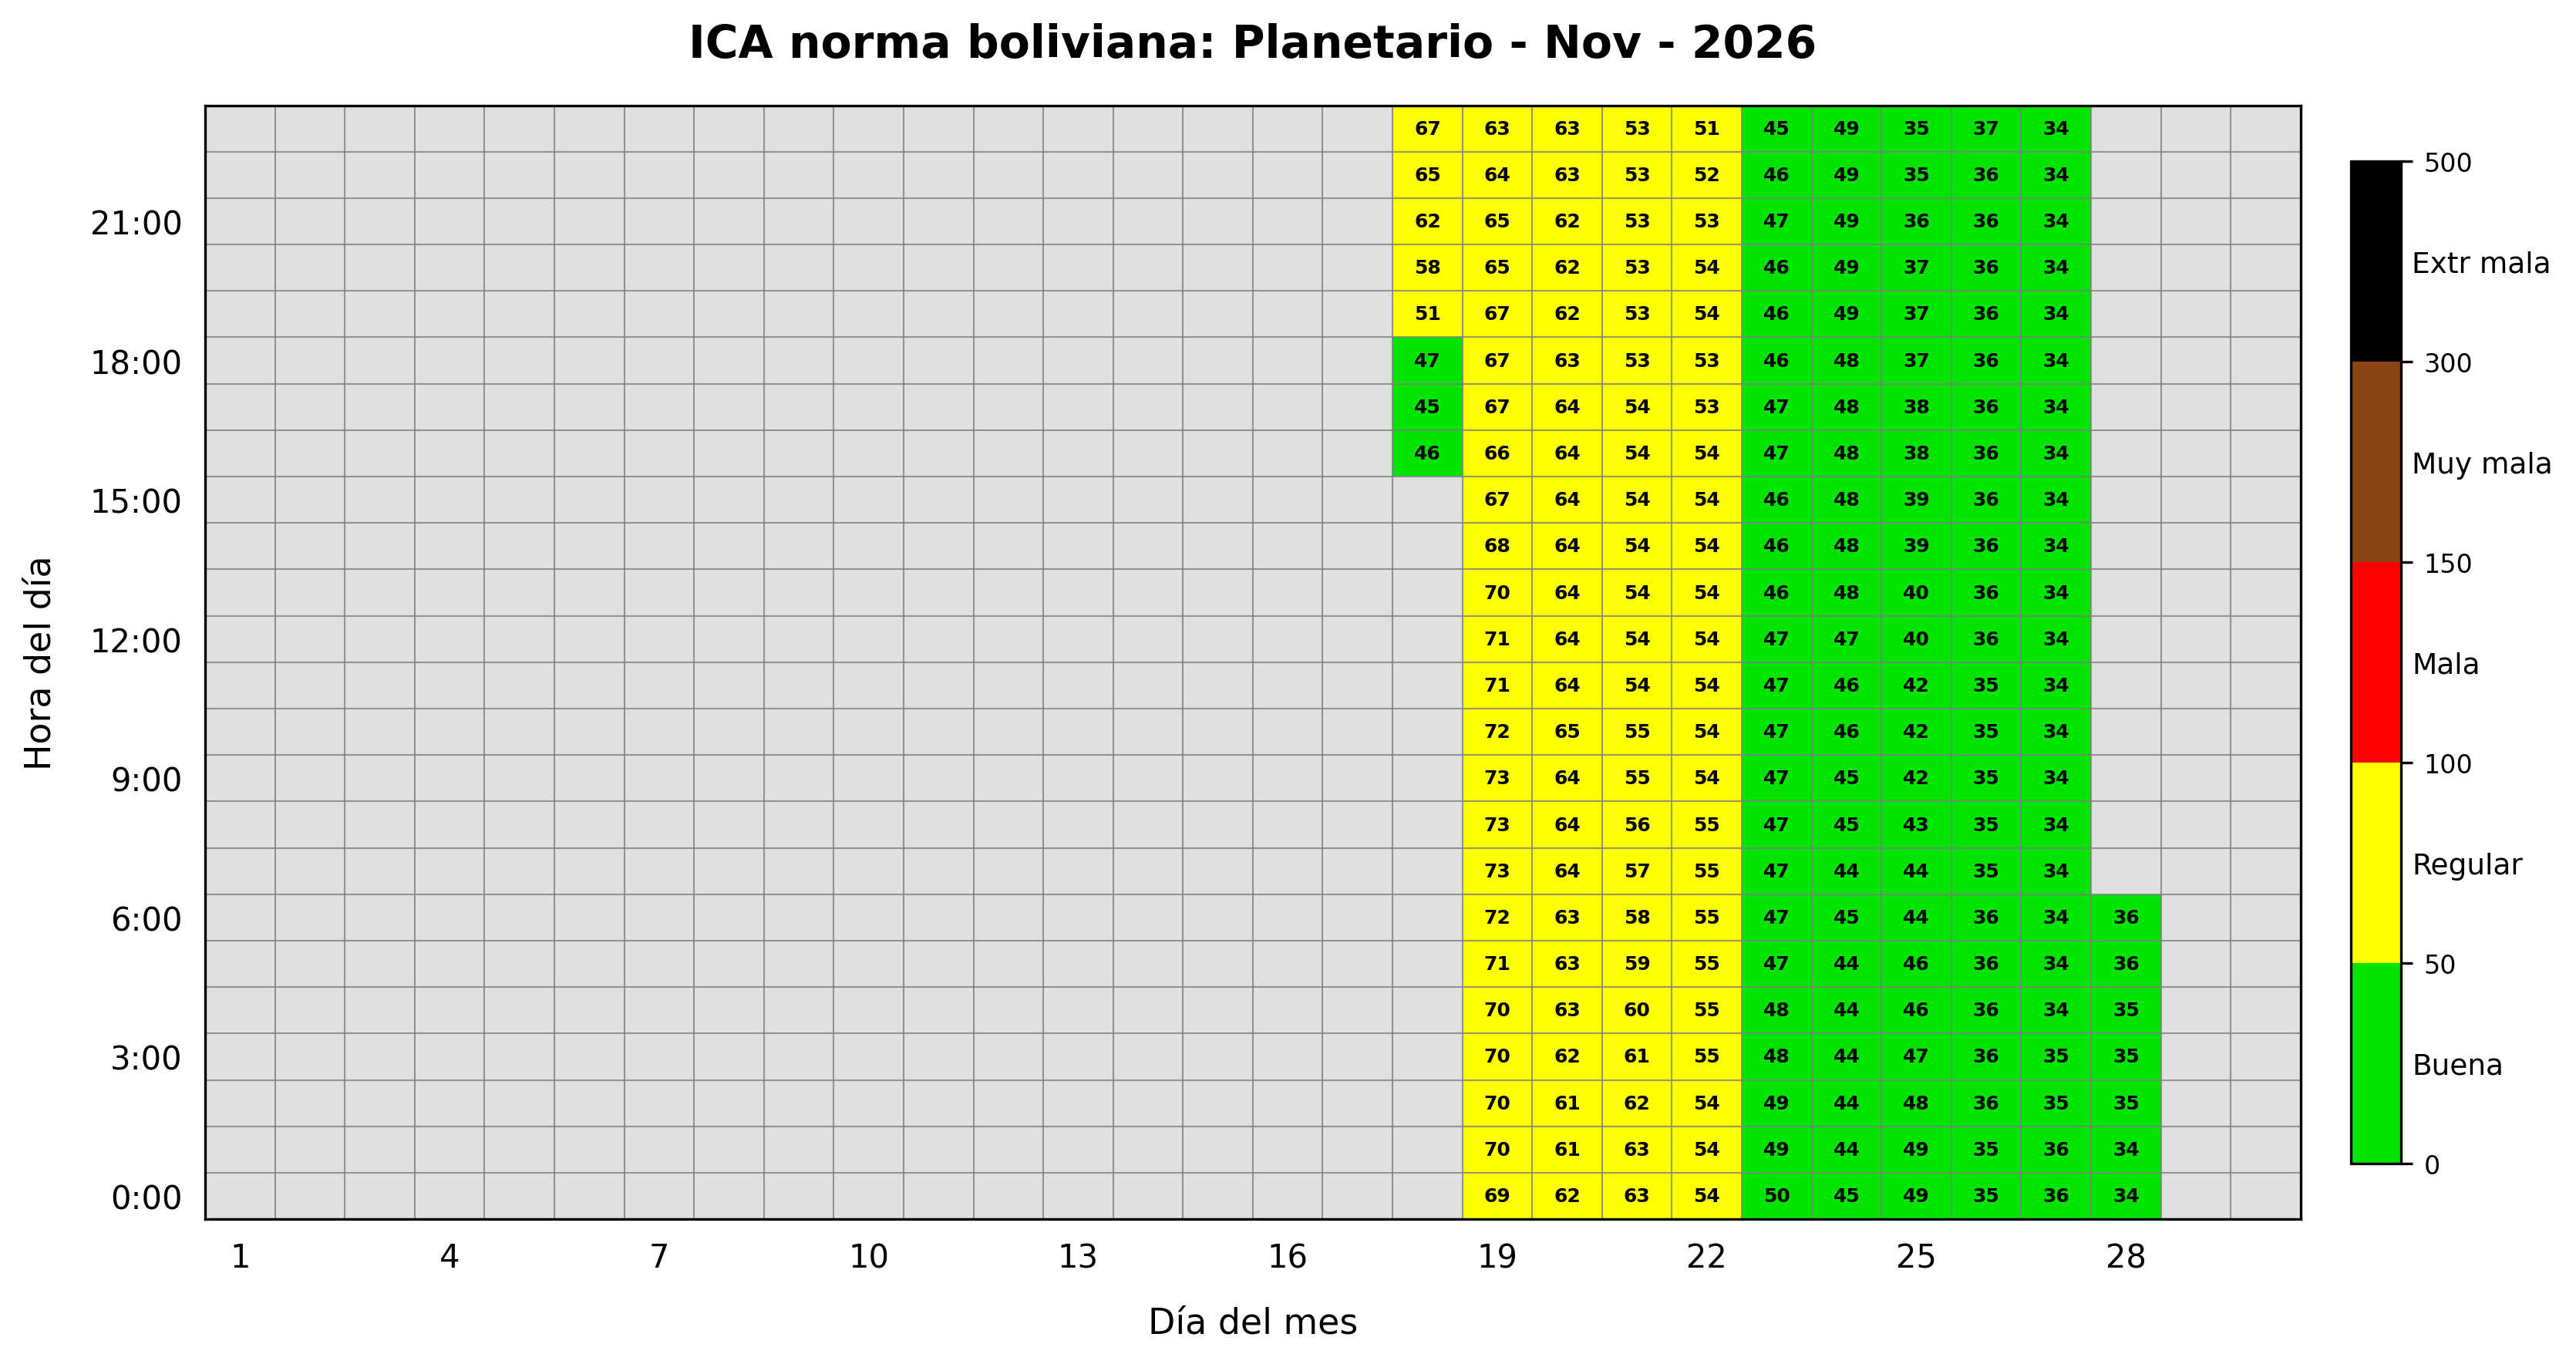 ICA norma boliviana: Planetario - Nov - 2026
67 63 63 53 51 45 49 35 37 34
65 64 63 53 52 46 49 35 36 34
21:00 62 65 62 53 53 47 49 36 36 34
58 65 62 53 54 46 49 37 36 34
51 67 62 53 54 46 49 37 36 34
18:00 47 67 63 53 53 46 48 37 36 34
45 67 64 54 53 47 48 38 36 34
46 66 64 54 54 47 48 38 36 34
15:00 67 64 54 54 46 48 39 36 34
68 64 54 54 46 48 39 36 34
70 64 54 54 46 48 40 36 34
12:00 71 64 54 54 47 47 40 36 34
71 64 54 54 47 46 42 35 34
72 65 55 54 47 46 42 35 34
9:00 73 64 55 54 47 45 42 35 34
73 64 56 55 47 45 43 35 34
73 64 57 55 47 44 44 35 34
6:00 72 63 58 55 47 45 44 36 34 36
71 63 59 55 47 44 46 36 34 36
70 63 60 55 48 44 46 36 34 35
3:00 70 62 61 55 48 44 47 36 35 35
70 61 62 54 49 44 48 36 35 35
70 61 63 54 49 44 49 35 36 34
0:00 69 62 63 54 50 45 49 35 36 34
1 4 7 10 13 16 19 22 25 28
Día del mes
Hora del día
500
Extr mala
300
Muy mala
150
Mala
100
Regular
50
Buena
0